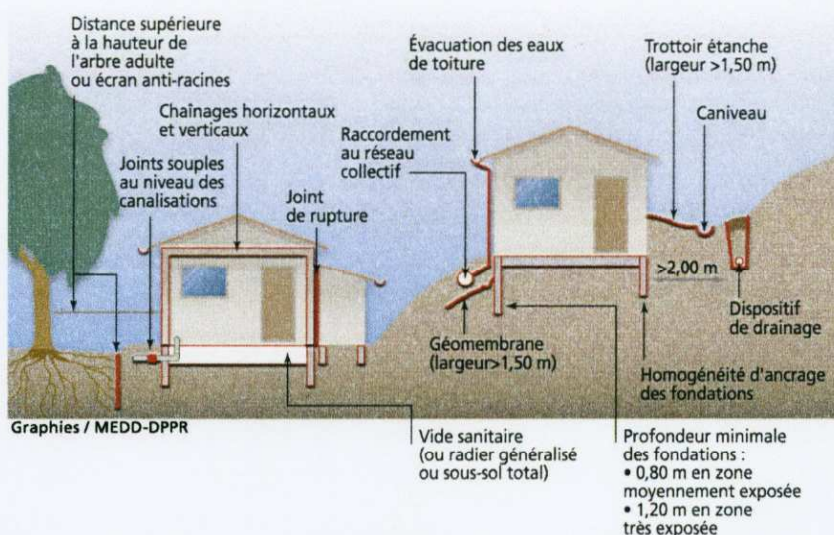 Distance supérieure
à la hauteur de
l'arbre adulte
ou écran anti-racines
Chaînages horizontaux
et verticaux
Joints souples
au niveau des
canalisations
Joint
de rupture
Évacuation des eaux
de toiture
Raccordement
au réseau
collectif
Trottoir étanche
(largeur >1,50 m)
Caniveau
>2,00 m
Dispositif
de drainage
Géomembrane
(largeur>1,50 m)
Homogénéité d'ancrage
des fondations
Graphies / MEDD-DPPR
Vide sanitaire
(ou radier généralisé
ou sous-sol total)
Profondeur minimale
des fondations :
• 0,80 m en zone
moyennement exposée
• 1,20 m en zone
très exposée